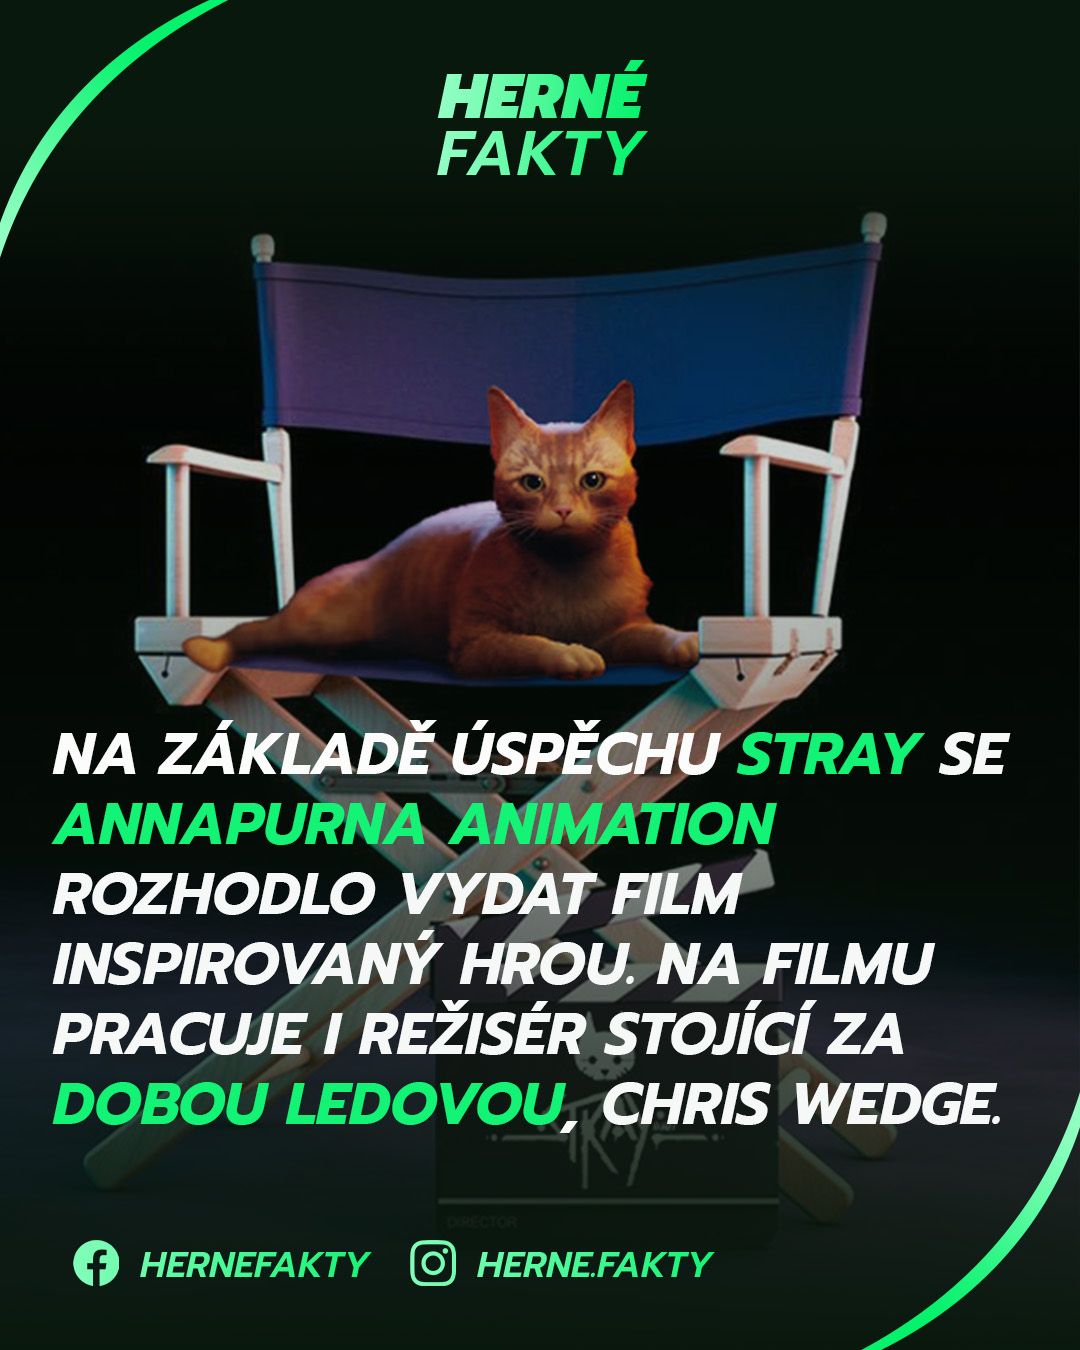 HERNÉ
FAKTY
NA ZÁKLADĚ ÚSPĚCHU STRAY SE
ANNAPURNA ANIMATION
ROZHODLO VYDAT FILM
INSPIROVANÝ HROU. NA FILMU
PRACUJE I REŽISÉR STOJÍCÍ ZA
DOBOU LEDOVOU, CHRIS WEDGE.
DIRECTOR
HERNEFAKTY
HERNE.FAKTY